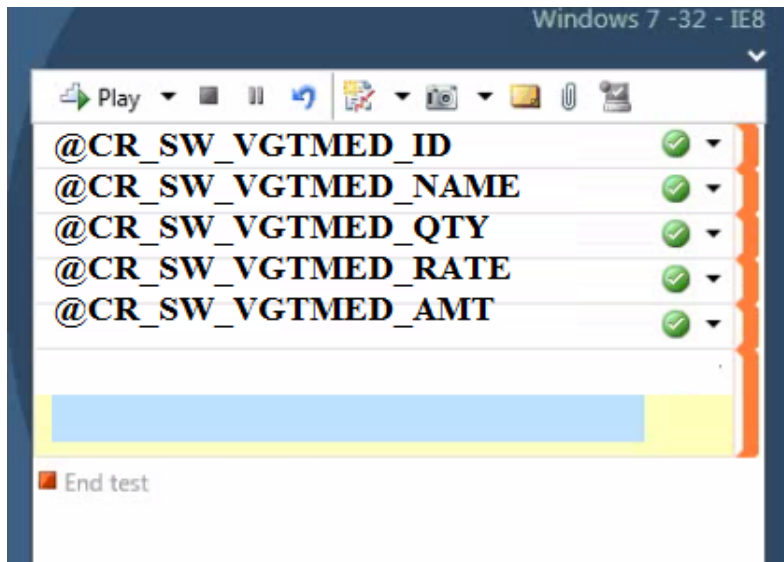 Windows 7 -32 - IE8
Play
@CR_SW_VGTMED_ID
@CR_SW_VGTMED_NAME
@CR_SW_VGTMED_QTY
@CR_SW_VGTMED_RATE
@CR_SW_VGTMED_AMT
End test